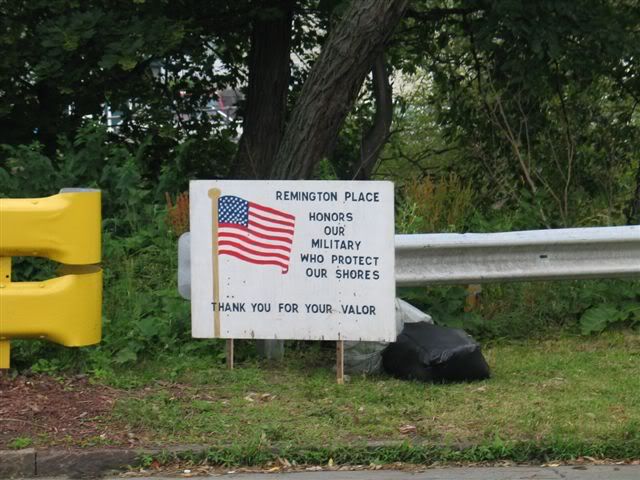 REMINGTON PLACE
HONORS
OUR
MILITARY
WHO PROTECT
OUR SHORES
THANK YOU FOR YOUR VALOR